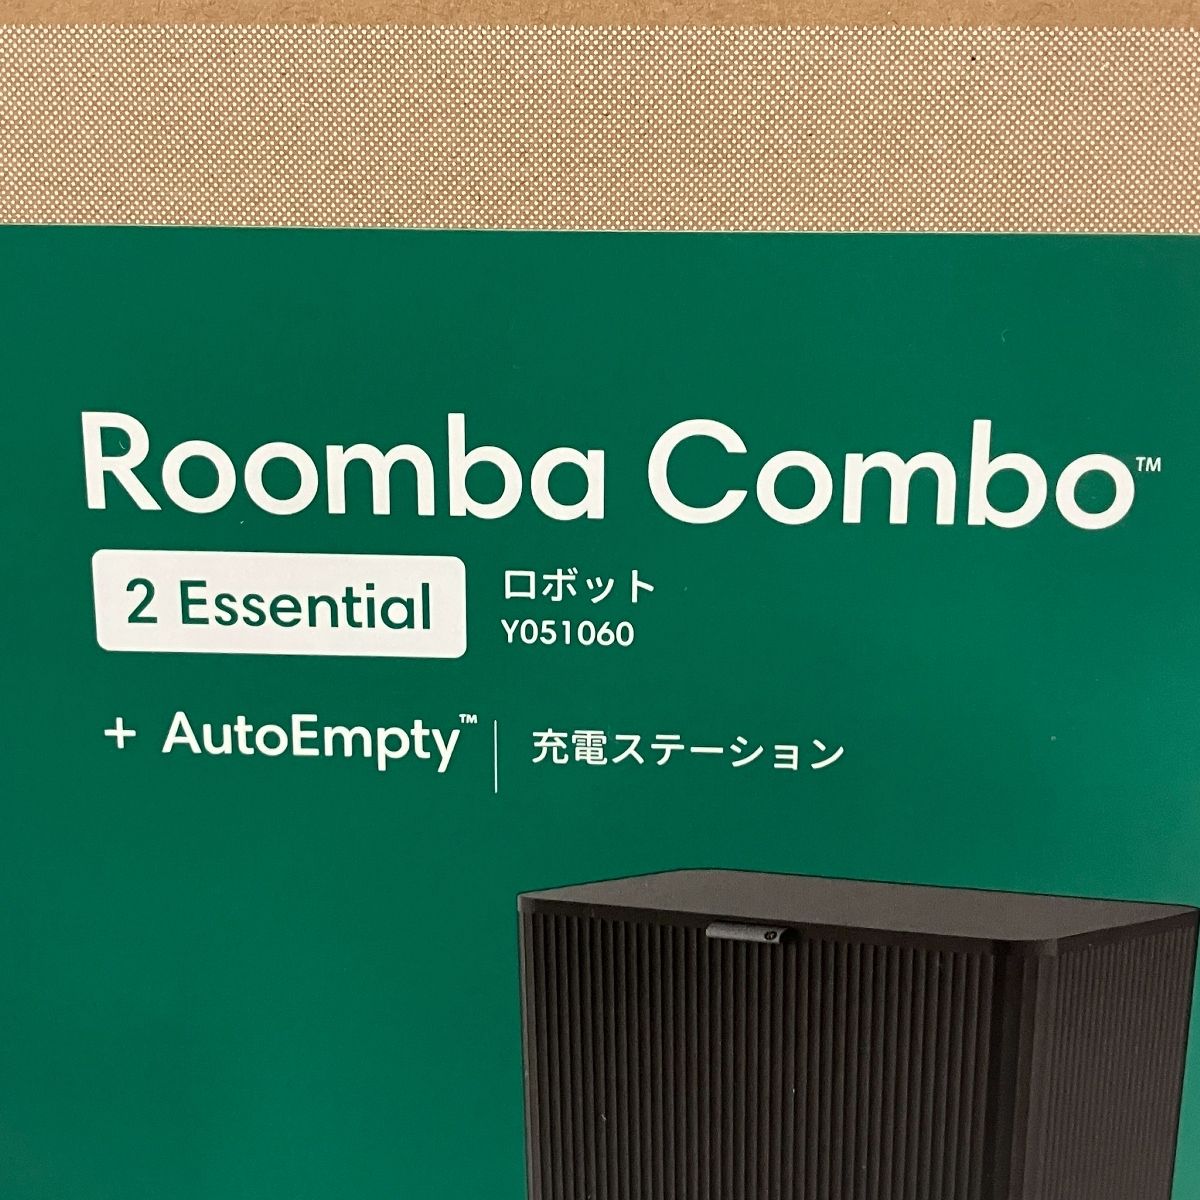 Roomba Combo™
2 Essential
ロボット
Y051060
+ AutoEmpty™ | 充電ステーション